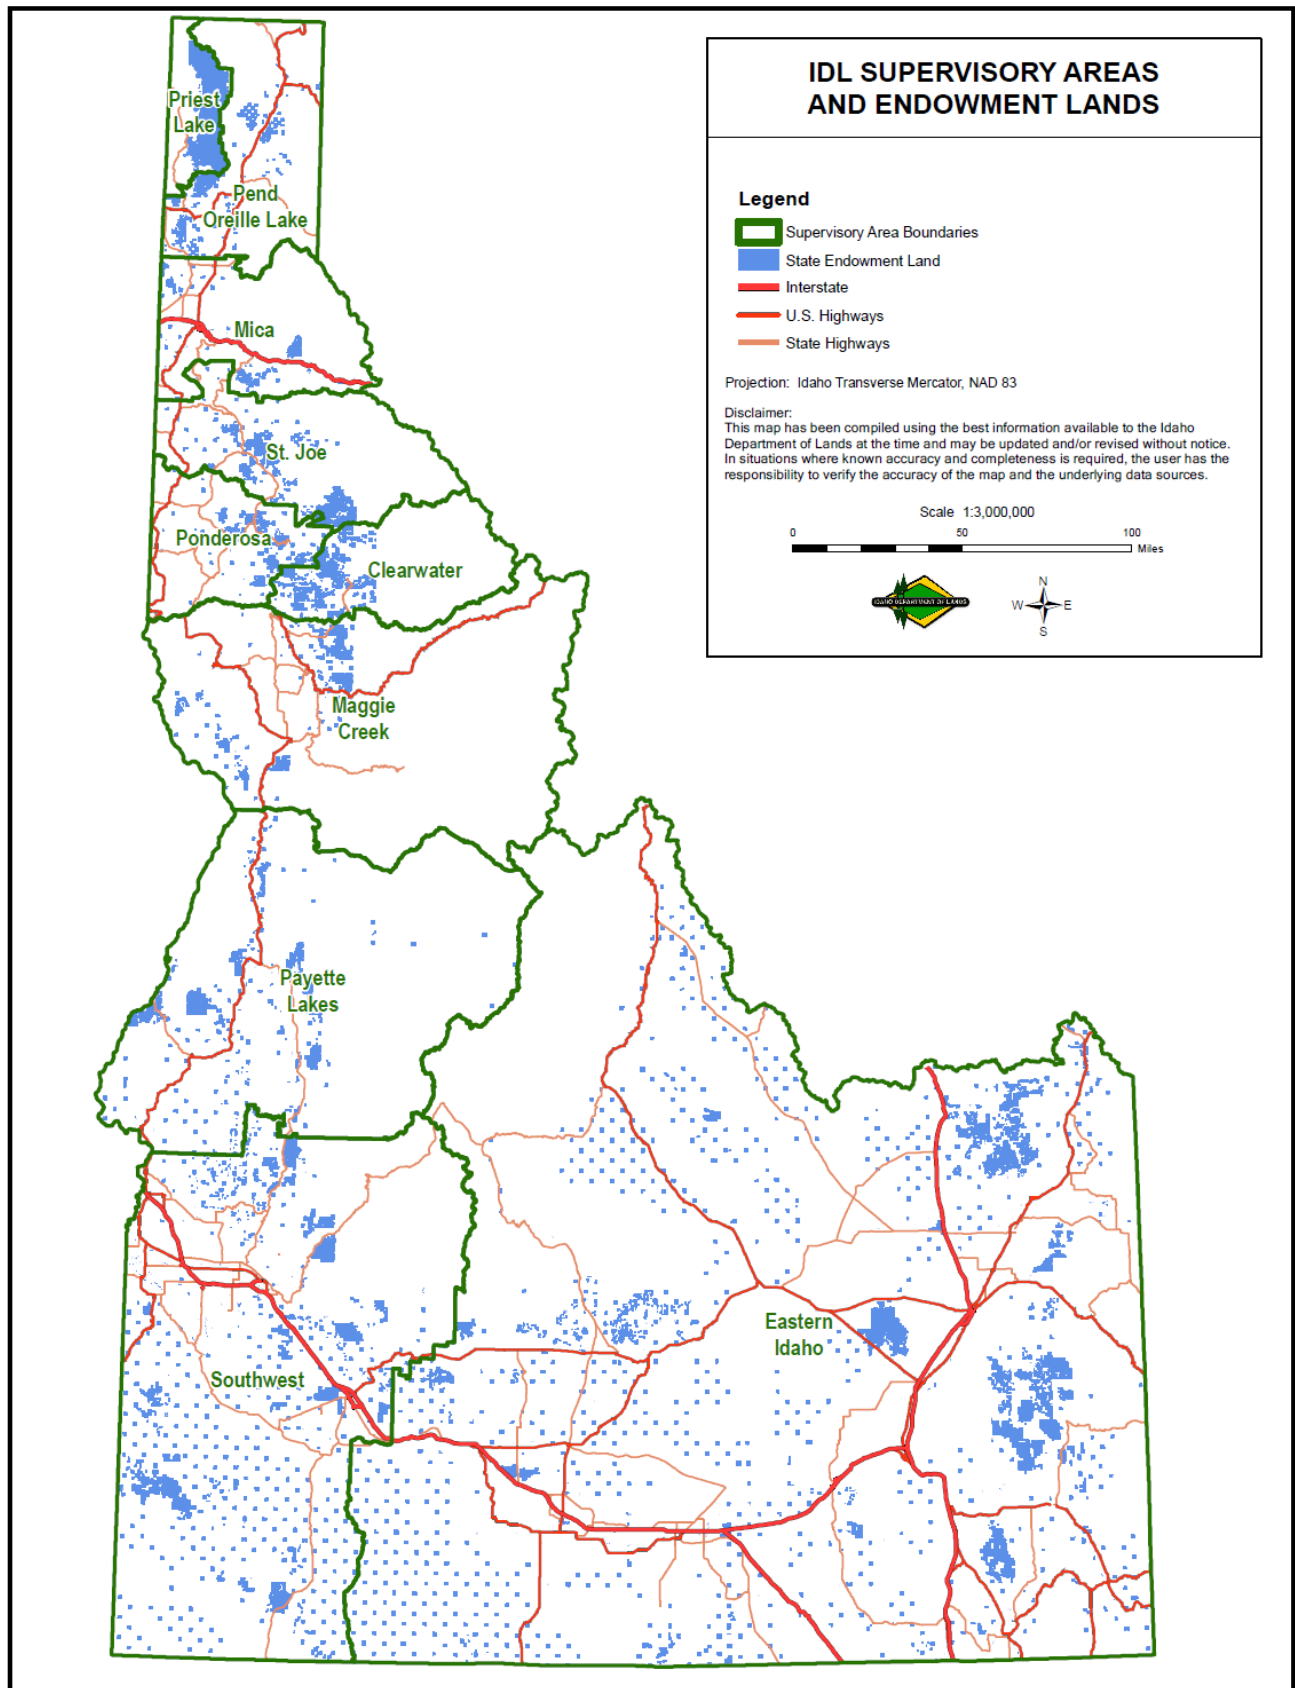 IDL SUPERVISORY AREAS
AND ENDOWMENT LANDS
Legend
Supervisory Area Boundaries
State Endowment Land
Interstate
U.S. Highways
State Highways
Projection: Idaho Transverse Mercator, NAD 83
Disclaimer:
This map has been compiled using the best information available to the Idaho
Department of Lands at the time and may be updated and/or revised without notice.
In situations where known accuracy and completeness is required, the user has the
responsibility to verify the accuracy of the map and the underlying data sources.
Scale 1:3,000,000
0 50 100
Miles
IDAHO DEPARTMENT OF LANDS
N
W E
S
Priest
Lake
Pend
Oreille Lake
Mica
St. Joe
Ponderosa
Clearwater
Maggie
Creek
Payette
Lakes
Eastern
Idaho
Southwest